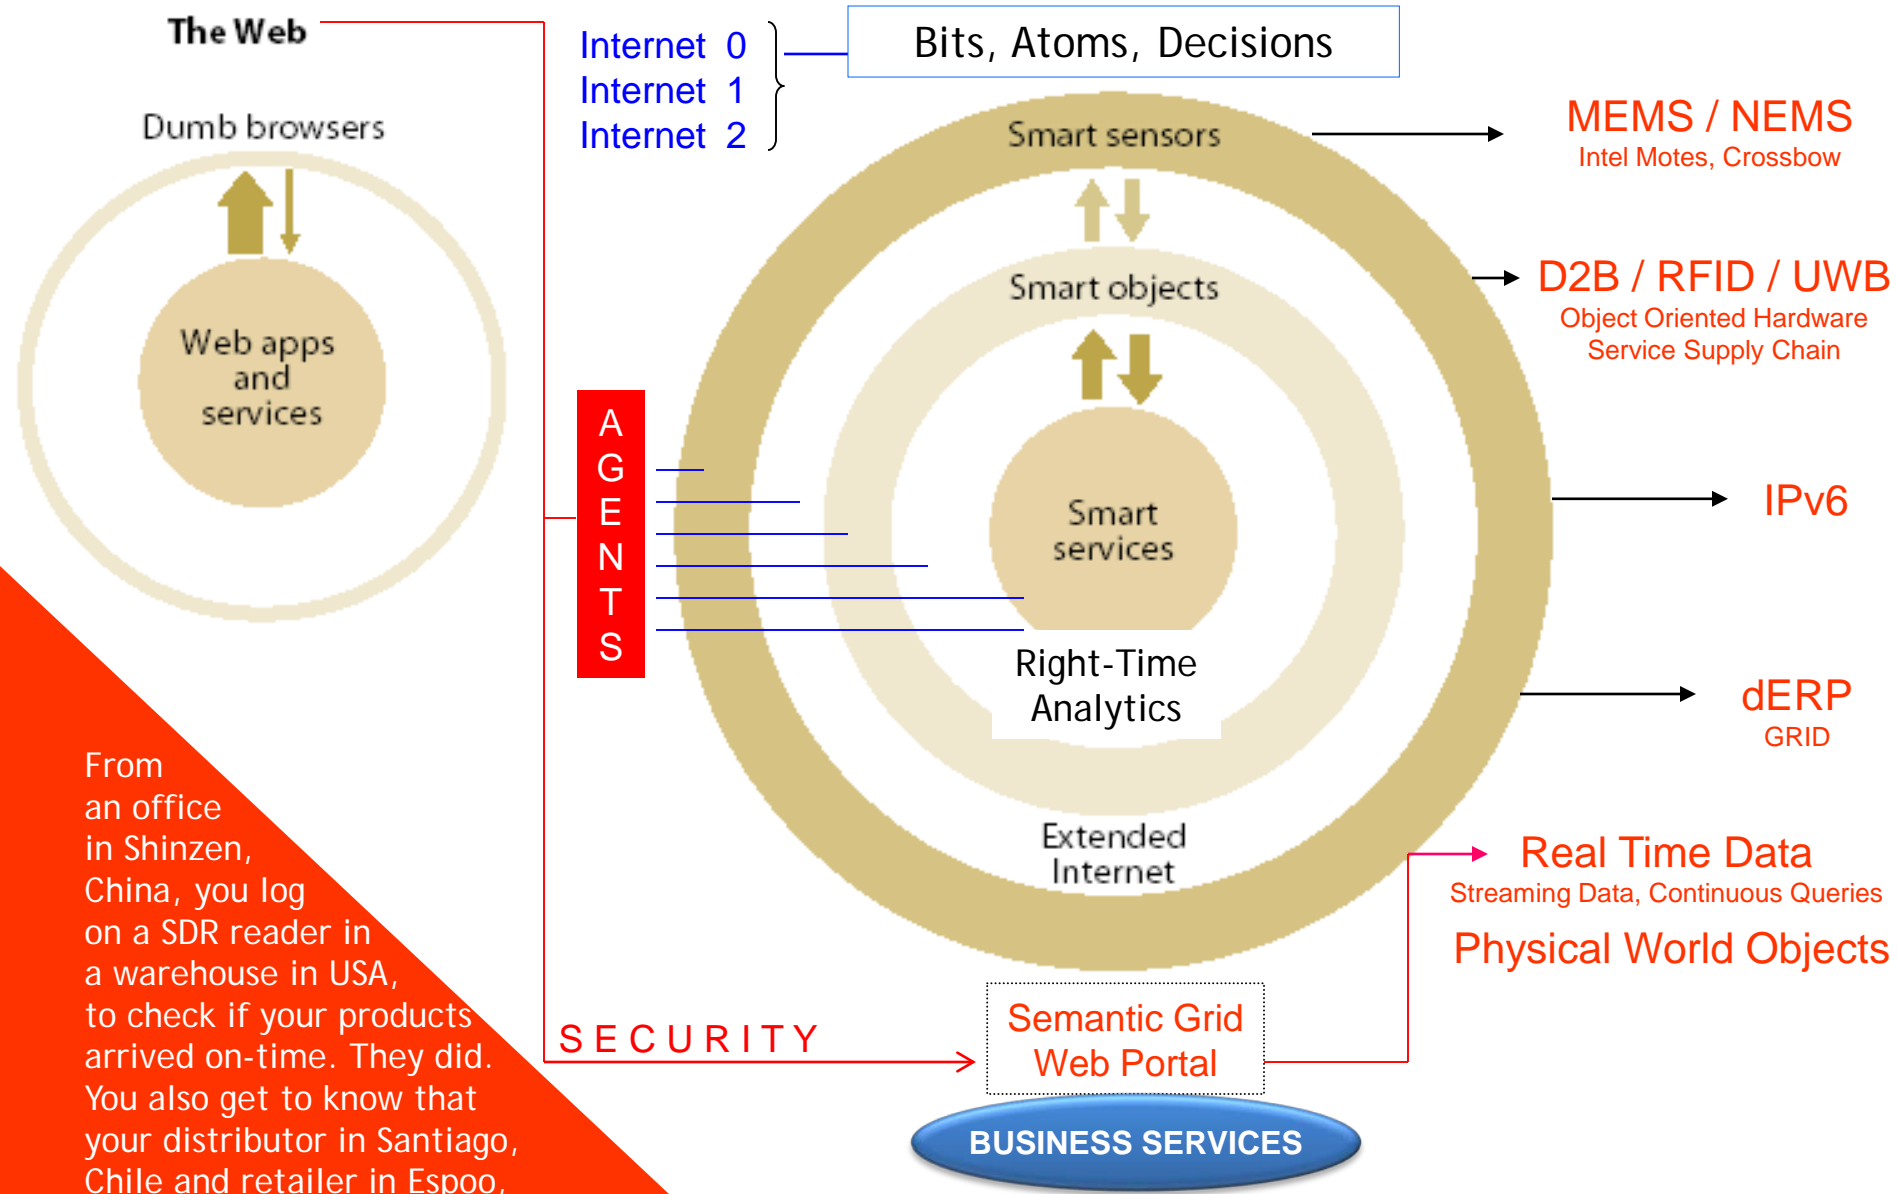 The Web
Dumb browsers
Web apps
and
services
Internet 0
Internet 1
Internet 2
Bits, Atoms, Decisions
Smart sensors
Smart objects
Smart
services
Right-Time
Analytics
Extended
Internet
A
G
E
N
T
S
MEMS / NEMS
Intel Motes, Crossbow
D2B / RFID / UWB
Object Oriented Hardware
Service Supply Chain
IPv6
dERP
GRID
Real Time Data
Streaming Data, Continuous Queries
Physical World Objects
SECURITY
Semantic Grid
Web Portal
BUSINESS SERVICES
From
an office
in Shinzen,
China, you log
on a SDR reader in
a warehouse in USA,
to check if your products
arrived on-time. They did.
You also get to know that
your distributor in Santiago,
Chile and retailer in Espoo,